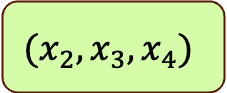 (x₂, x₃, x₄)